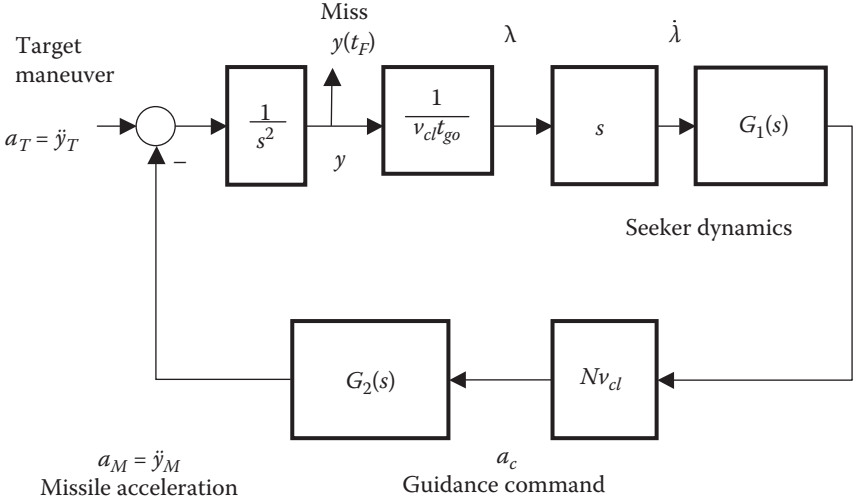 Miss
y(t_F)
λ
λ̇
Target
maneuver
a_T = ÿ_T
1
s²
1
v_cl t_go
s
G_1(s)
−
y
Seeker dynamics
G_2(s)
Nv_cl
a_M = ÿ_M
Missile acceleration
a_c
Guidance command